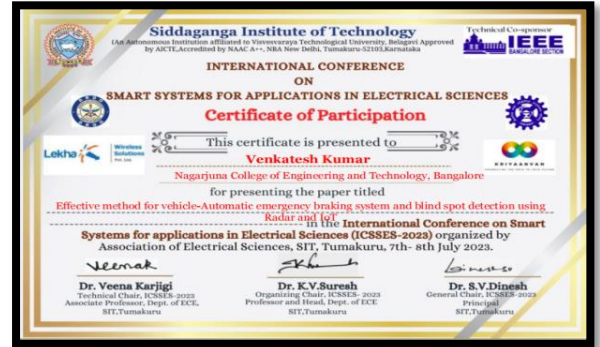 Siddaganga Institute of Technology
(An Autonomous Institution affiliated to Visvesvaraya Technological University, Belagavi Approved
by AICTE,Accredited by NAAC A++, NBA New Delhi, Tumakuru-52103,Karnataka
Technical Co-sponsor
IEEE
BANGALORE SECTION
INTERNATIONAL CONFERENCE
ON
SMART SYSTEMS FOR APPLICATIONS IN ELECTRICAL SCIENCES
Certificate of Participation
Lekha
Wireless
Solutions
Pvt. Ltd.
This certificate is presented to
KRIYAANVAN
Venkatesh Kumar
Nagarjuna College of Engineering and Technology, Bangalore
for presenting the paper titled
Effective method for vehicle-Automatic emergency braking system and blind spot detection using
Radar and IoT
in the International Conference on Smart
Systems for applications in Electrical Sciences (ICSSES-2023) organized by
Association of Electrical Sciences, SIT, Tumakuru, 7th- 8th July 2023.
Dr. Veena Karjigi
Technical Chair, ICSSES-2023
Associate Professor, Dept. of ECE,
SIT,Tumakuru
Dr. K.V.Suresh
Organizing Chair, ICSSES- 2023
Professor and Head, Dept. of ECE
SIT,Tumakuru
Dr. S.V.Dinesh
General Chair, ICSSES-2023
Principal
SIT,Tumakuru